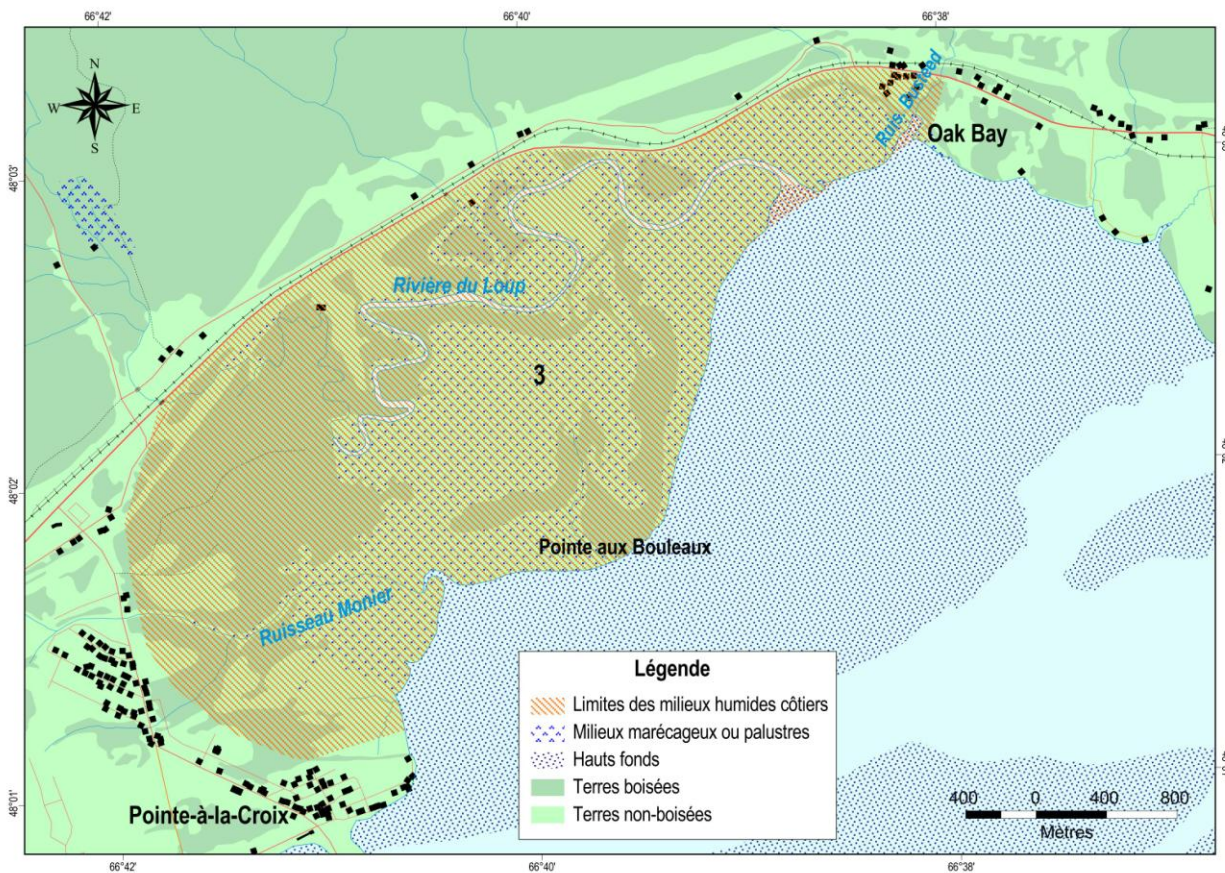 66°42' 66°40' 66°38'
N
W E
S
Ruis. Busteed
Oak Bay
48°03'
Rivière du Loup
3
48°02'
Pointe aux Bouleaux
Ruisseau Monier
Légende
Limites des milieux humides côtiers
Milieux marécageux ou palustres
Hauts fonds
Terres boisées
Terres non-boisées
48°01'
Pointe-à-la-Croix
400 0 400 800
Mètres
66°42' 66°40' 66°38'